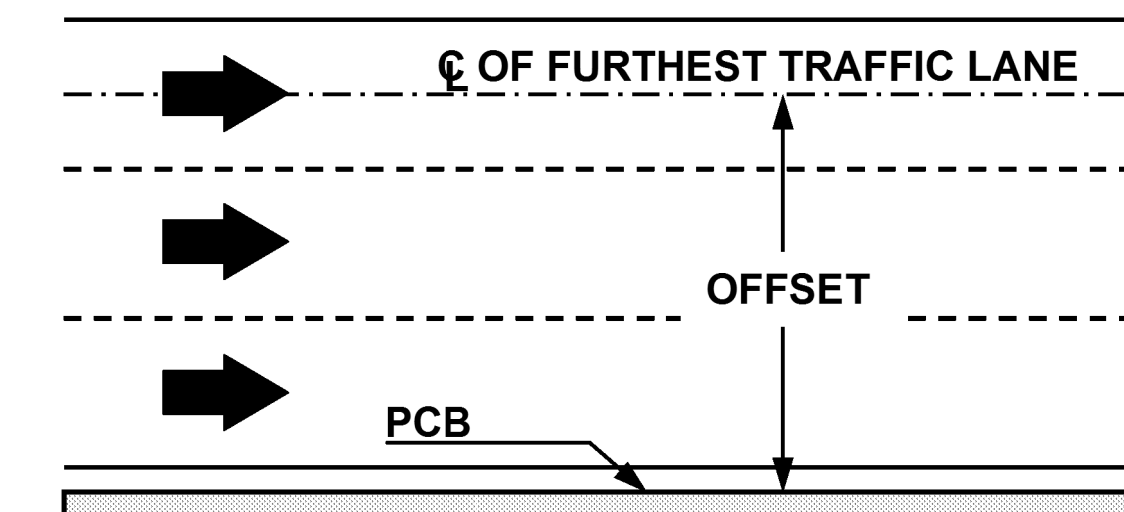 ℄ OF FURTHEST TRAFFIC LANE
OFFSET
PCB